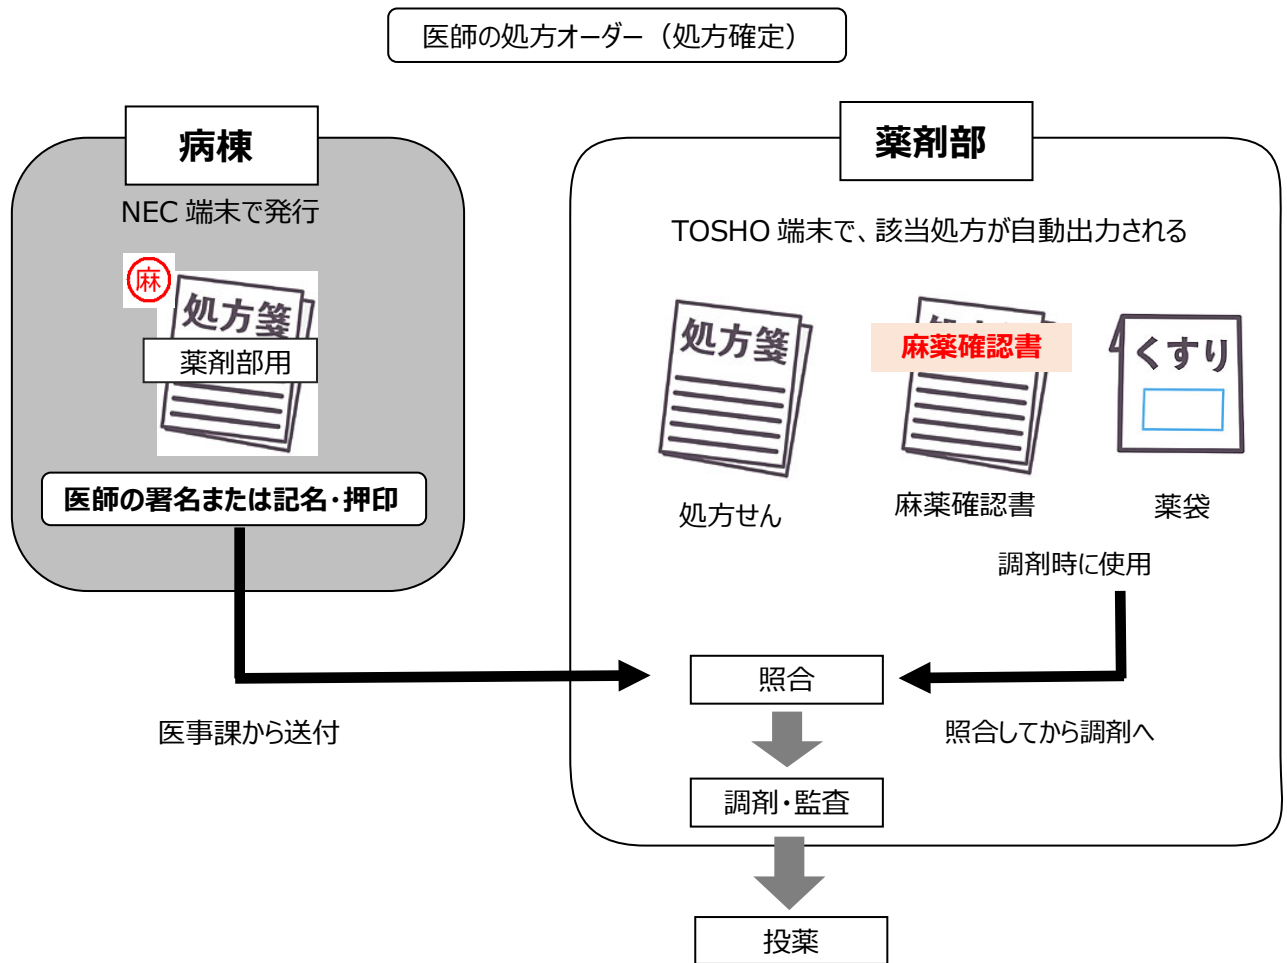 医師の処方オーダー（処方確定）
病棟
NEC 端末で発行
麻
処方箋
薬剤部用
医師の署名または記名・押印
医事課から送付
薬剤部
TOSHO 端末で、該当処方が自動出力される
処方箋
処方せん
麻薬確認書
麻薬確認書
くすり
薬袋
調剤時に使用
照合
照合してから調剤へ
調剤・監査
投薬